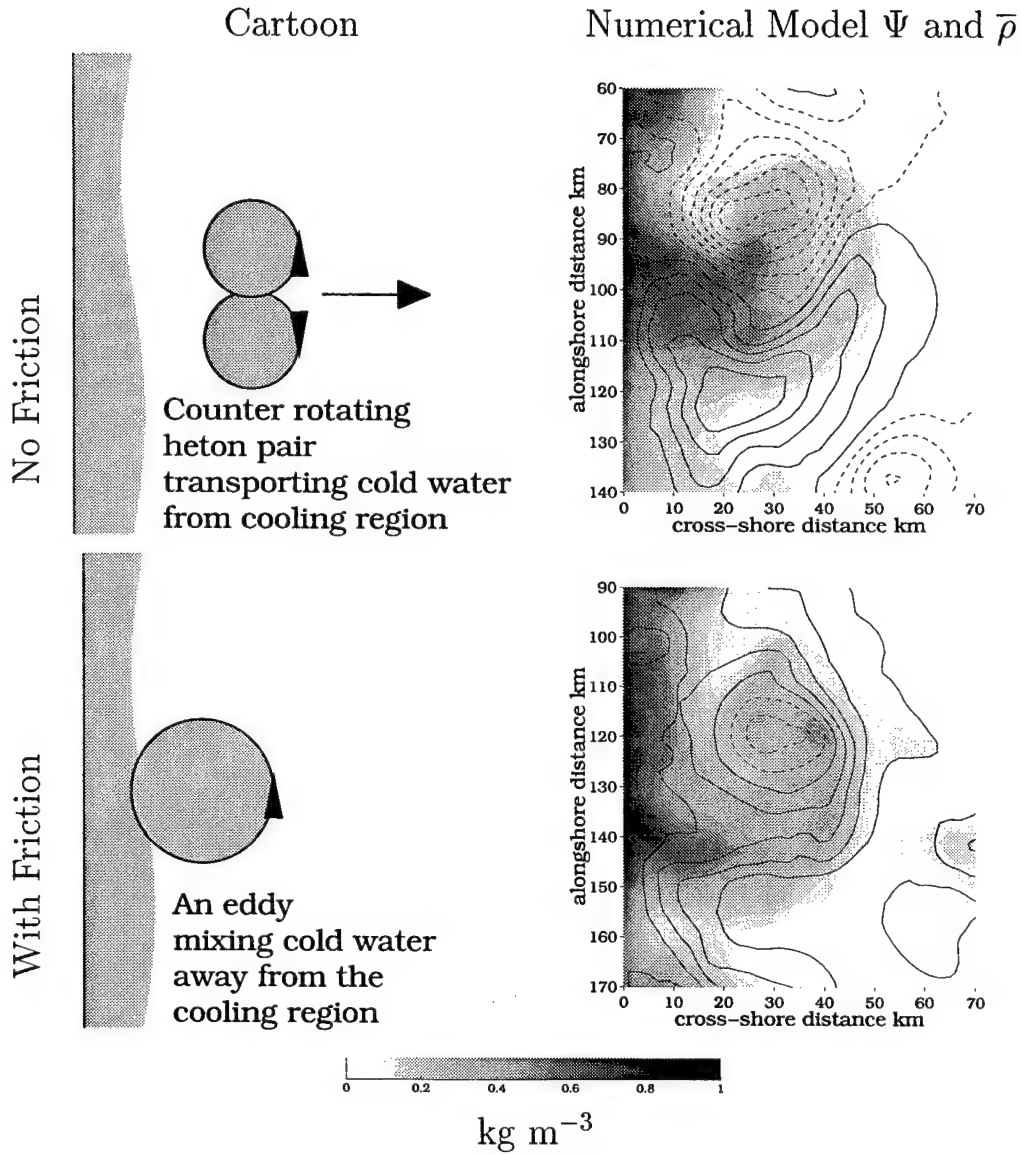 Cartoon
Numerical Model Ψ and ρ̅
No Friction
Counter rotating
heton pair
transporting cold water
from cooling region
alongshore distance km
60
70
80
90
100
110
120
130
140
0 10 20 30 40 50 60 70
cross-shore distance km
With Friction
An eddy
mixing cold water
away from the
cooling region
alongshore distance km
90
100
110
120
130
140
150
160
170
0 10 20 30 40 50 60 70
cross-shore distance km
0 0.2 0.4 0.6 0.8 1
kg m⁻³